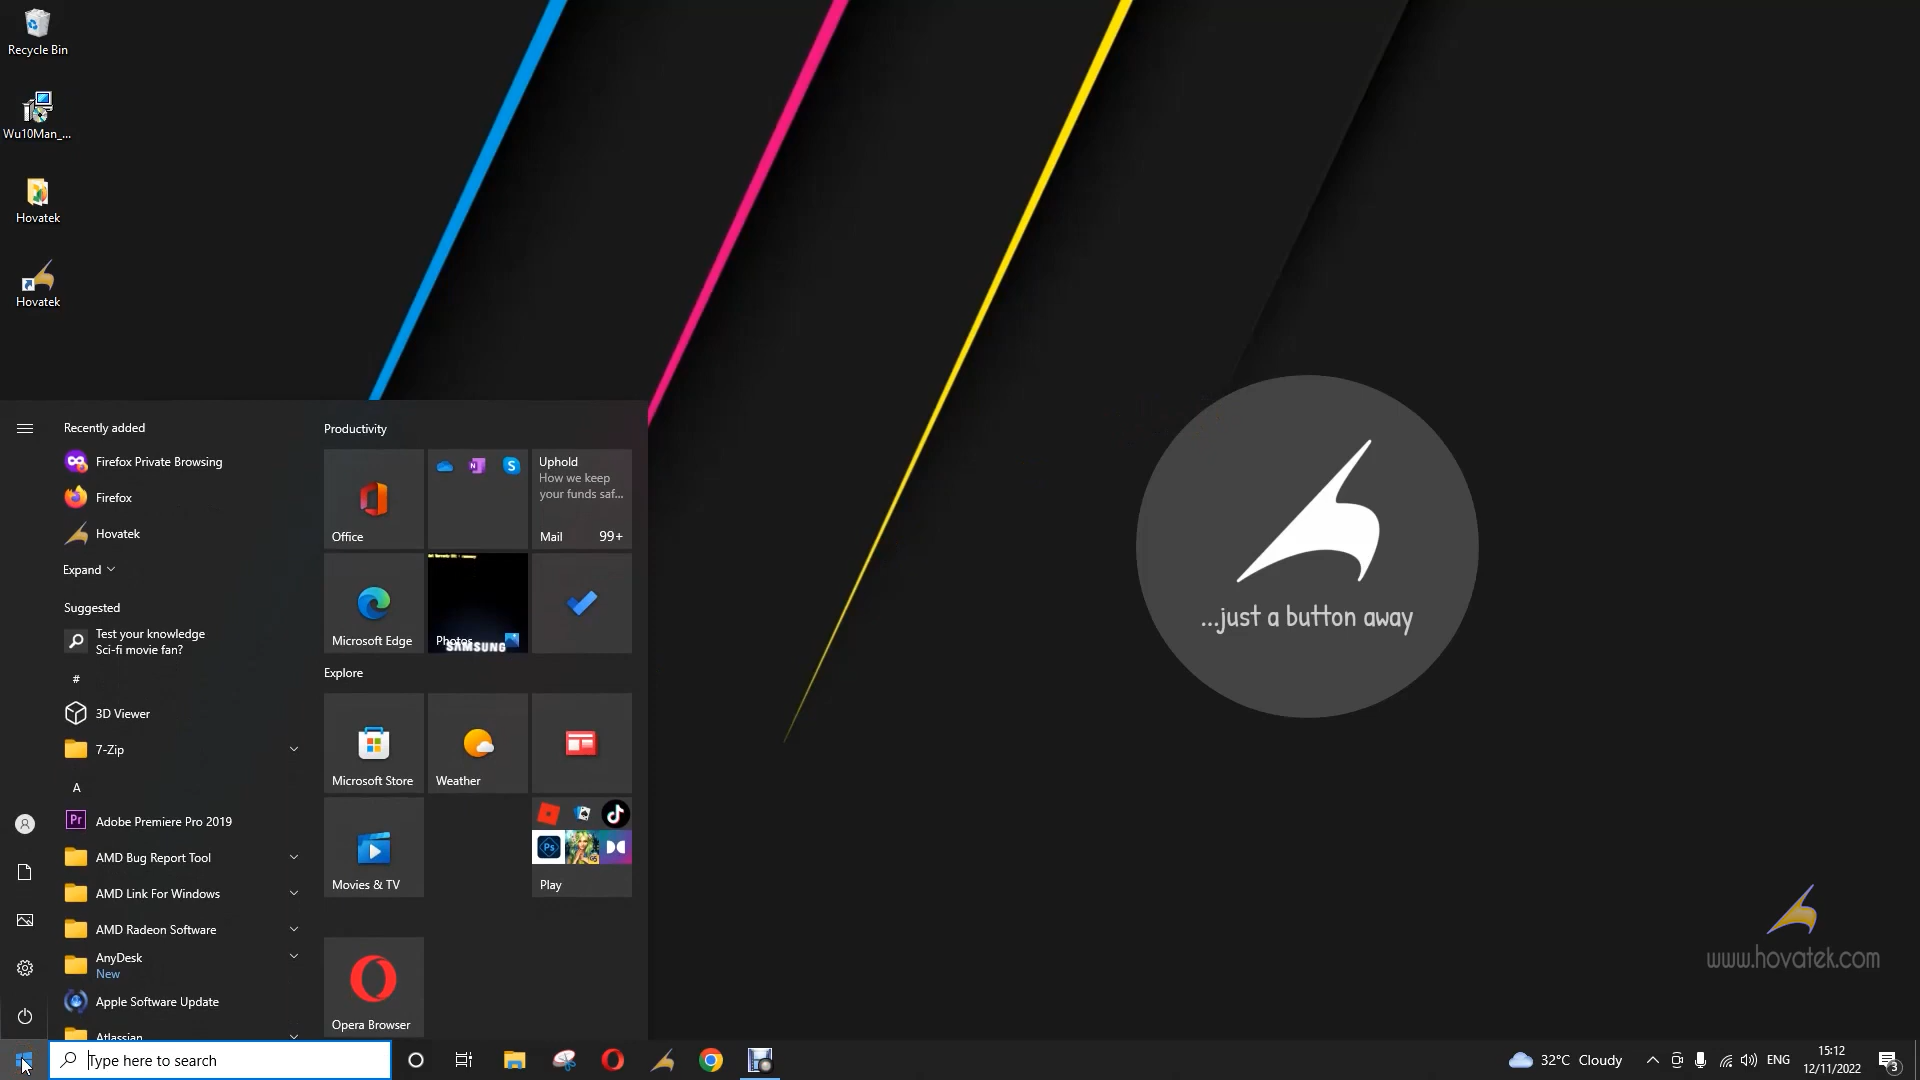 Recycle Bin
Wu10Man_...
Hovatek
Hovatek
Recently added
Firefox Private Browsing
Firefox
Hovatek
Expand
Suggested
Test your knowledge
Sci-fi movie fan?
#
3D Viewer
7-Zip
A
Adobe Premiere Pro 2019
AMD Bug Report Tool
AMD Link For Windows
AMD Radeon Software
AnyDesk
New
Apple Software Update
Atlassian
Productivity
Office
Uphold
How we keep
your funds saf...
Mail 99+
Microsoft Edge
Photos
SAMSUNG
Explore
Microsoft Store
Weather
Movies & TV
Play
Opera Browser
...just a button away
www.hovatek.com
Type here to search
32°C Cloudy
ENG
15:12
12/11/2022
3